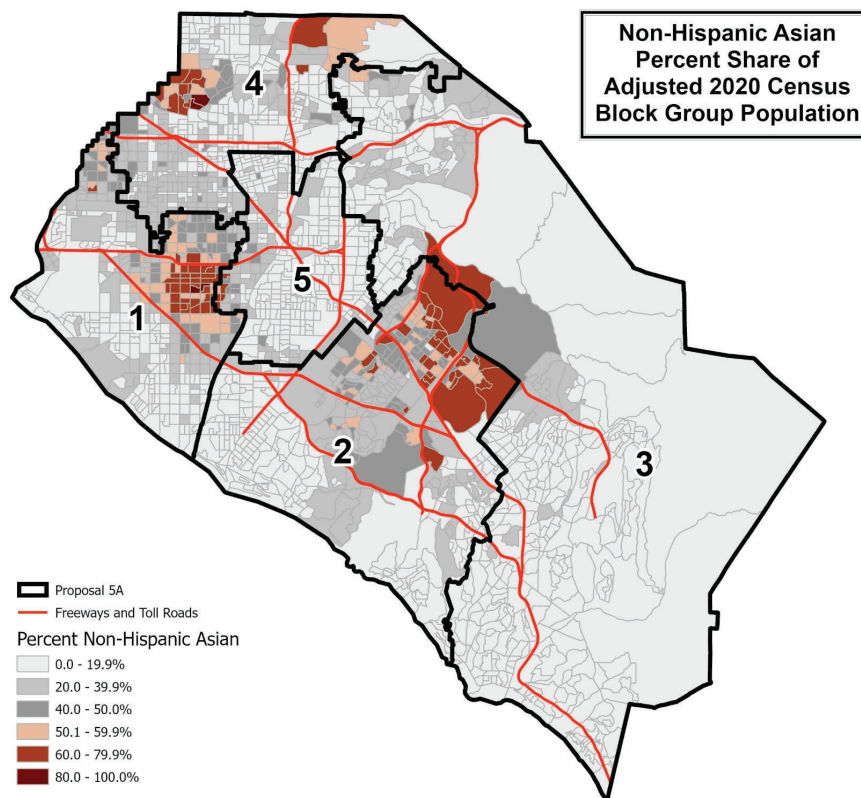 Non-Hispanic Asian
Percent Share of
Adjusted 2020 Census
Block Group Population
4
5
1
2
3
Proposal 5A
Freeways and Toll Roads
Percent Non-Hispanic Asian
0.0 - 19.9%
20.0 - 39.9%
40.0 - 50.0%
50.1 - 59.9%
60.0 - 79.9%
80.0 - 100.0%